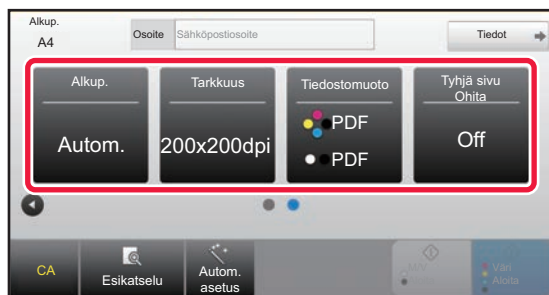 Alkup.
A4
Osoite
Sähköpostiosoite
Tiedot
Alkup.
Autom.
Tarkkuus
200x200dpi
Tiedostomuoto
PDF
PDF
Tyhjä sivu
Ohita
Off
CA
Esikatselu
Autom.
asetus
Väri
Aloita